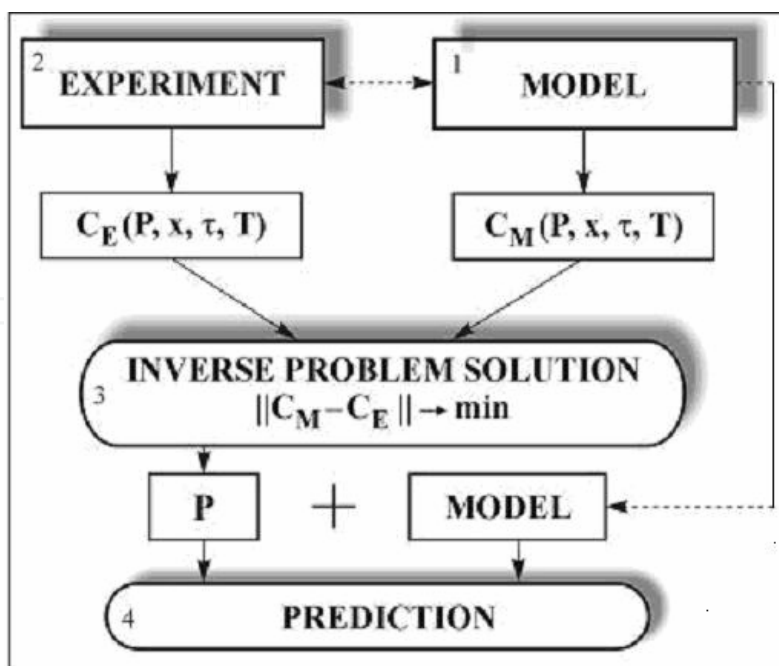 2
EXPERIMENT
1
MODEL
C_E (P, x, τ, T)
C_M (P, x, τ, T)
3
INVERSE PROBLEM SOLUTION
||C_M – C_E || → min
P
+
MODEL
4
PREDICTION